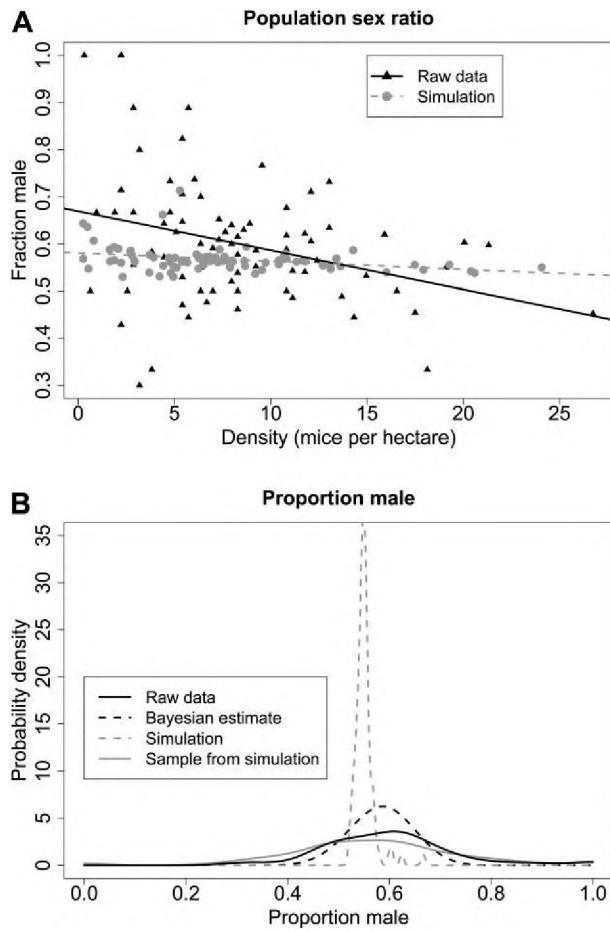 A
Population sex ratio
Raw data
Simulation
Fraction male
1.0
0.9
0.8
0.7
0.6
0.5
0.4
0.3
0 5 10 15 20 25
Density (mice per hectare)
B
Proportion male
Raw data
Bayesian estimate
Simulation
Sample from simulation
Probability density
35
30
25
20
15
10
5
0
0.0 0.2 0.4 0.6 0.8 1.0
Proportion male